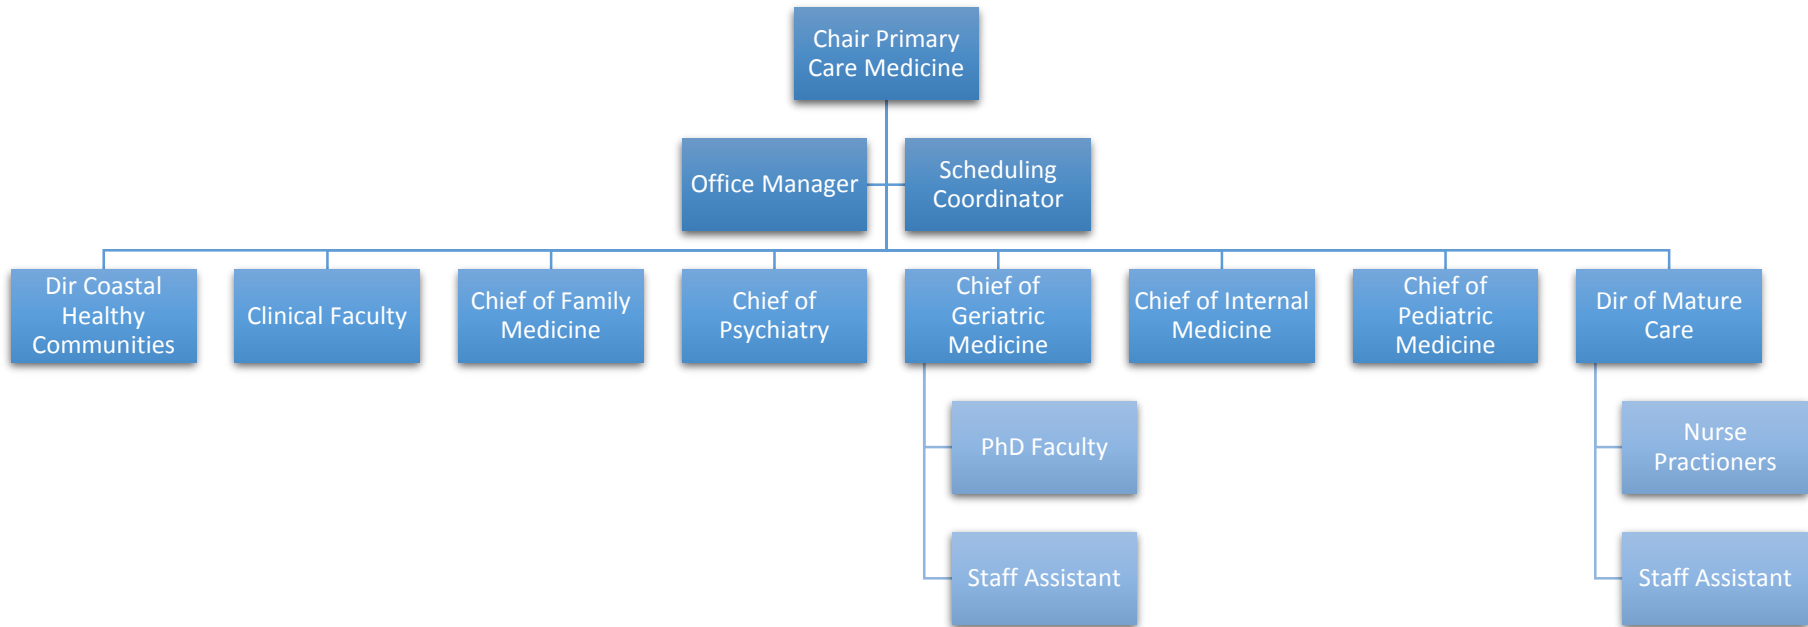 Chair Primary
Care Medicine
Office Manager
Scheduling
Coordinator
Dir Coastal
Healthy
Communities
Clinical Faculty
Chief of Family
Medicine
Chief of
Psychiatry
Chief of
Geriatric
Medicine
Chief of Internal
Medicine
Chief of
Pediatric
Medicine
Dir of Mature
Care
PhD Faculty
Nurse
Practioners
Staff Assistant
Staff Assistant